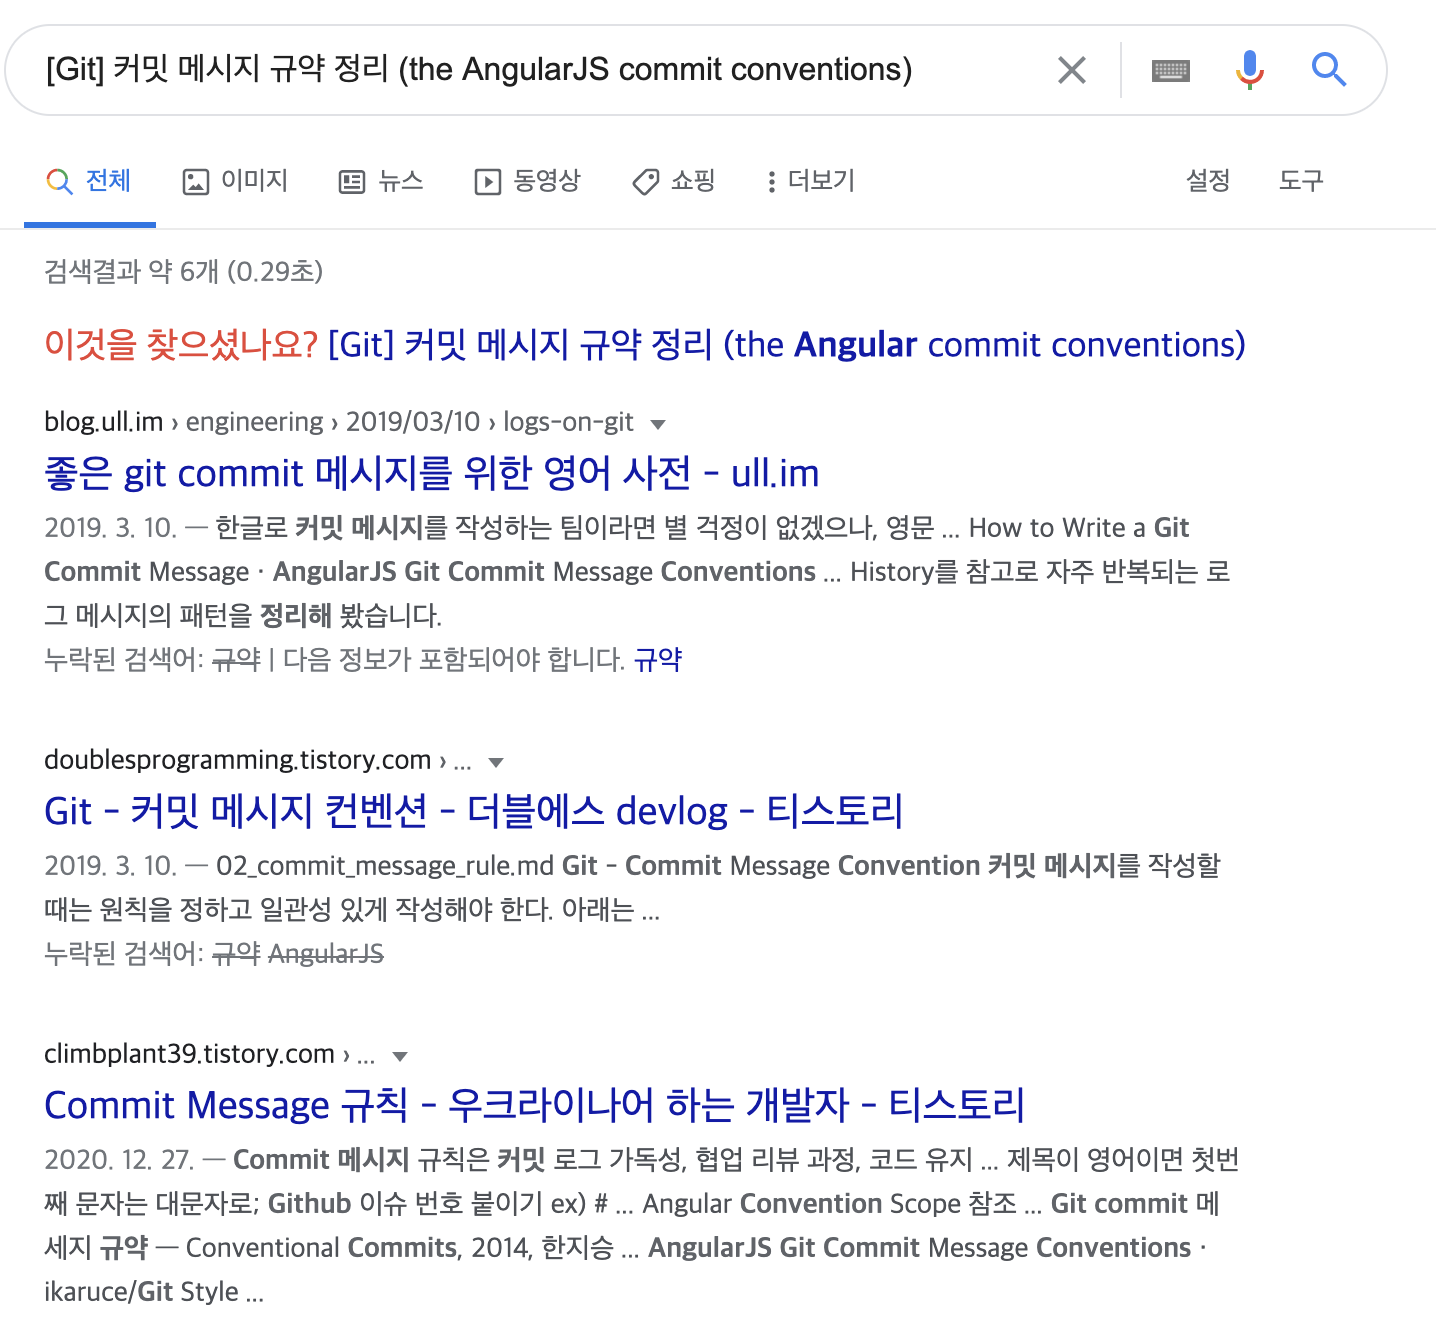 [Git] 커밋 메시지 규약 정리 (the AngularJS commit conventions)
전체 이미지 뉴스 동영상 쇼핑 더보기 설정 도구
검색결과 약 6개 (0.29초)
이것을 찾으셨나요? [Git] 커밋 메시지 규약 정리 (the Angular commit conventions)
blog.ull.im › engineering › 2019/03/10 › logs-on-git
좋은 git commit 메시지를 위한 영어 사전 - ull.im
2019. 3. 10. — 한글로 커밋 메시지를 작성하는 팀이라면 별 걱정이 없겠으나, 영문 ... How to Write a Git
Commit Message · AngularJS Git Commit Message Conventions ... History를 참고로 자주 반복되는 로
그 메시지의 패턴을 정리해 봤습니다.
누락된 검색어: 규약 | 다음 정보가 포함되어야 합니다. 규약
doublesprogramming.tistory.com › ...
Git - 커밋 메시지 컨벤션 - 더블에스 devlog - 티스토리
2019. 3. 10. — 02_commit_message_rule.md Git - Commit Message Convention 커밋 메시지를 작성할
때는 원칙을 정하고 일관성 있게 작성해야 한다. 아래는 ...
누락된 검색어: 규약 AngularJS
climbplant39.tistory.com › ...
Commit Message 규칙 - 우크라이나어 하는 개발자 - 티스토리
2020. 12. 27. — Commit 메시지 규칙은 커밋 로그 가독성, 협업 리뷰 과정, 코드 유지 ... 제목이 영어이면 첫번
째 문자는 대문자로; Github 이슈 번호 붙이기 ex) # ... Angular Convention Scope 참조 ... Git commit 메
세지 규약 — Conventional Commits, 2014, 한지승 ... AngularJS Git Commit Message Conventions ·
ikaruce/Git Style ...